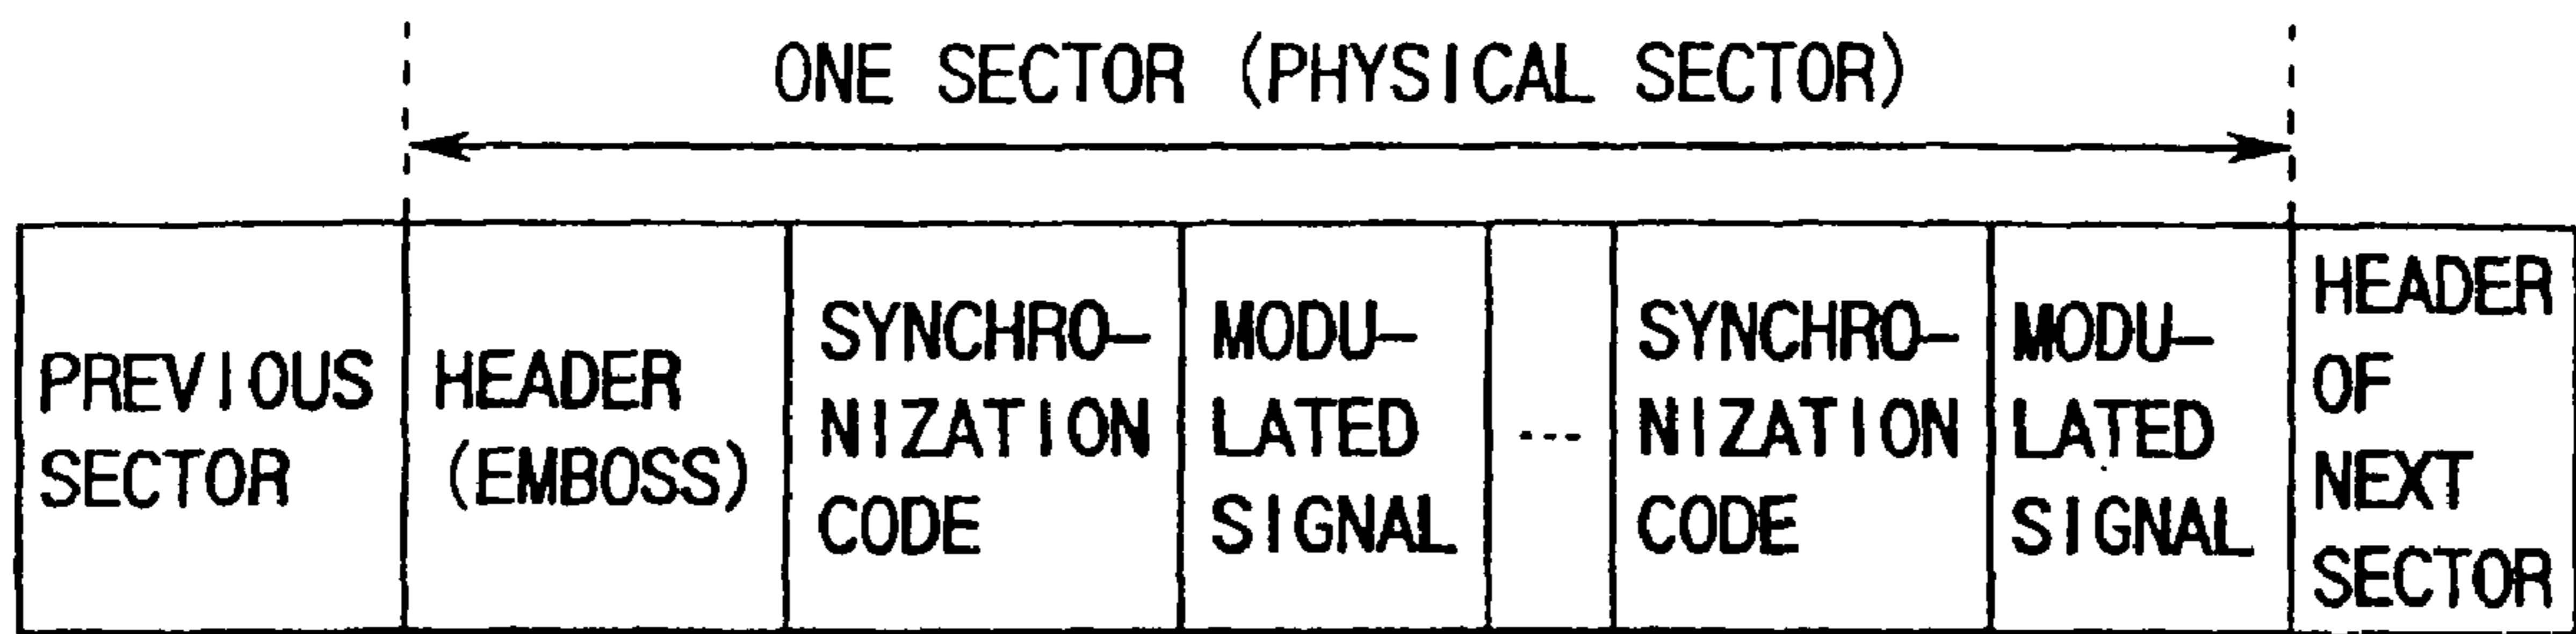 ONE SECTOR (PHYSICAL SECTOR)
PREVIOUS
SECTOR
HEADER
(EMBOSS)
SYNCHRO-
NIZATION
CODE
MODU-
LATED
SIGNAL
---
SYNCHRO-
NIZATION
CODE
MODU-
LATED
SIGNAL
HEADER
OF
NEXT
SECTOR